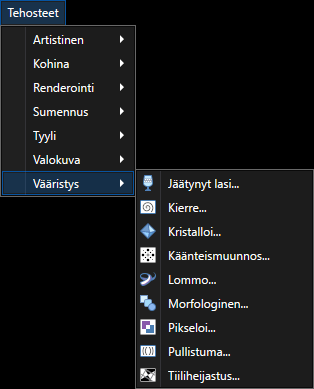 Tehosteet
Artistinen
Kohina
Renderointi
Sumennus
Tyyli
Valokuva
Vääristys
Jäätynyt lasi...
Kierre...
Kristalloi...
Käänteismuunnos...
Lommo...
Morfologinen...
Pikseloi...
Pullistuma...
Tiiliheijastus...